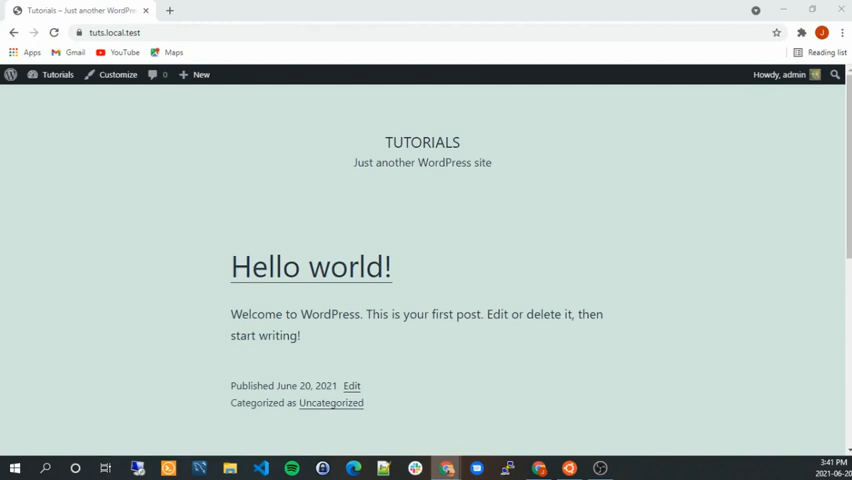 Tutorials – Just another WordPre
tuts.local.test
Apps Gmail YouTube Maps Reading list
Tutorials Customize 0 New Howdy, admin
TUTORIALS
Just another WordPress site
Hello world!
Welcome to WordPress. This is your first post. Edit or delete it, then
start writing!
Published June 20, 2021 Edit
Categorized as Uncategorized
3:41 PM
2021-06-20